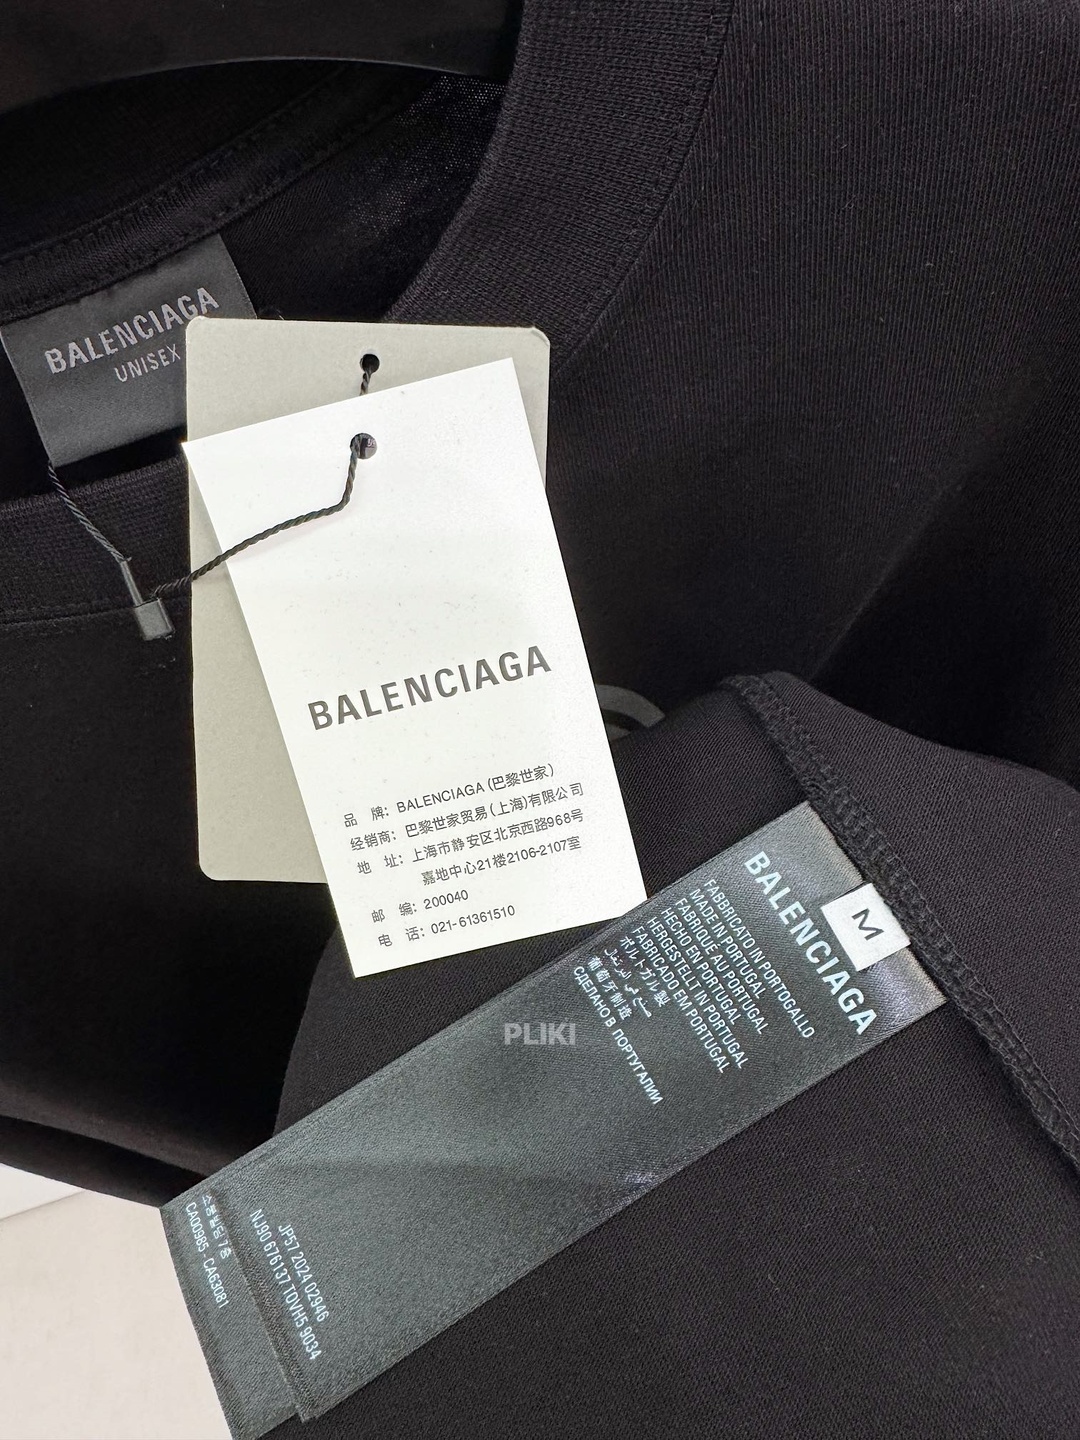 BALENCIAGA
UNISEX
BALENCIAGA
品 牌：BALENCIAGA (巴黎世家)
经销商：巴黎世家贸易(上海)有限公司
地 址：上海市静安区北京西路968号
嘉地中心21楼2106-2107室
邮 编：200040
电 话：021-61361510
BALENCIAGA
M
FABBRICATO IN PORTOGALLO
MADE IN PORTUGAL
FABRIQUÉ AU PORTUGAL
HECHO EN PORTUGAL
HERGESTELLT IN PORTUGAL
FABRICADO EM PORTUGAL
ポルトガル製
葡萄牙制造
СДЕЛАНО В ПОРТУГАЛИИ
PLIKI
JP57 2024 02946
NJ90 676137 TOVH5 9034
CA00985 - CA63081